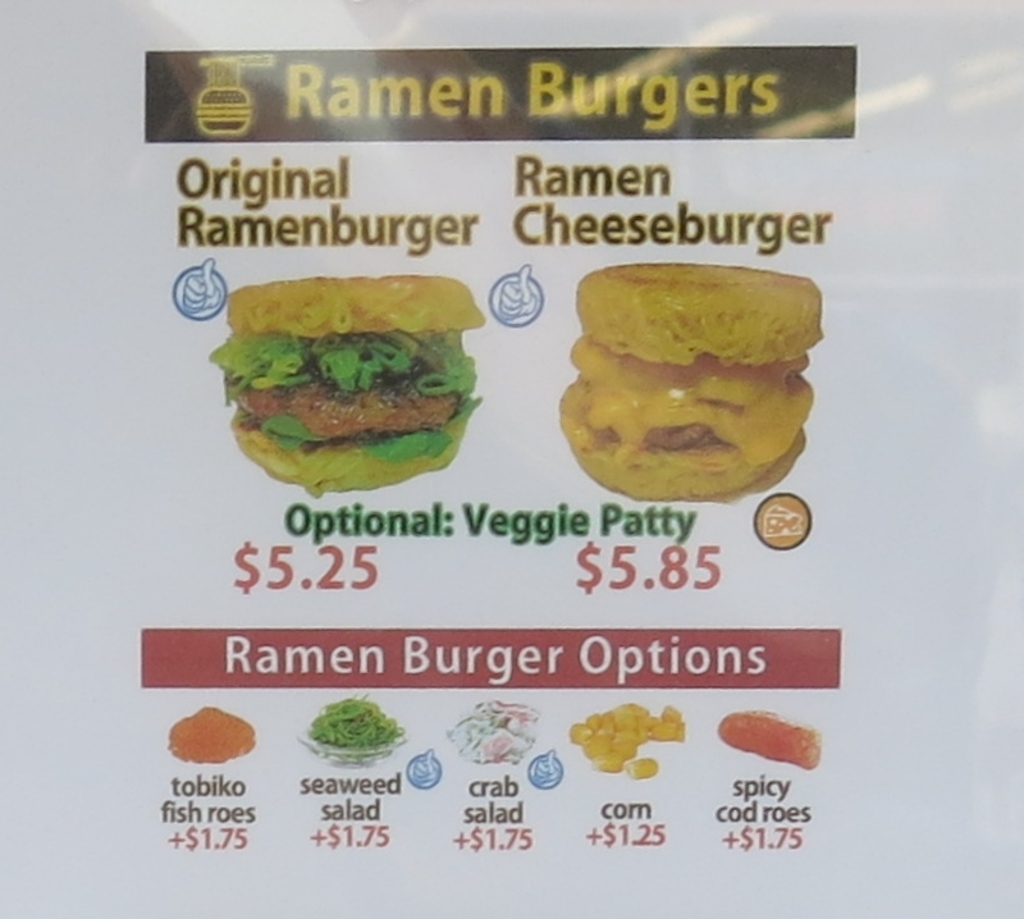 Ramen Burgers
Original
Ramenburger
Ramen
Cheeseburger
Optional: Veggie Patty
$5.25
$5.85
Ramen Burger Options
tobiko
fish roes
+$1.75
seaweed
salad
+$1.75
crab
salad
+$1.75
corn
+$1.25
spicy
cod roes
+$1.75